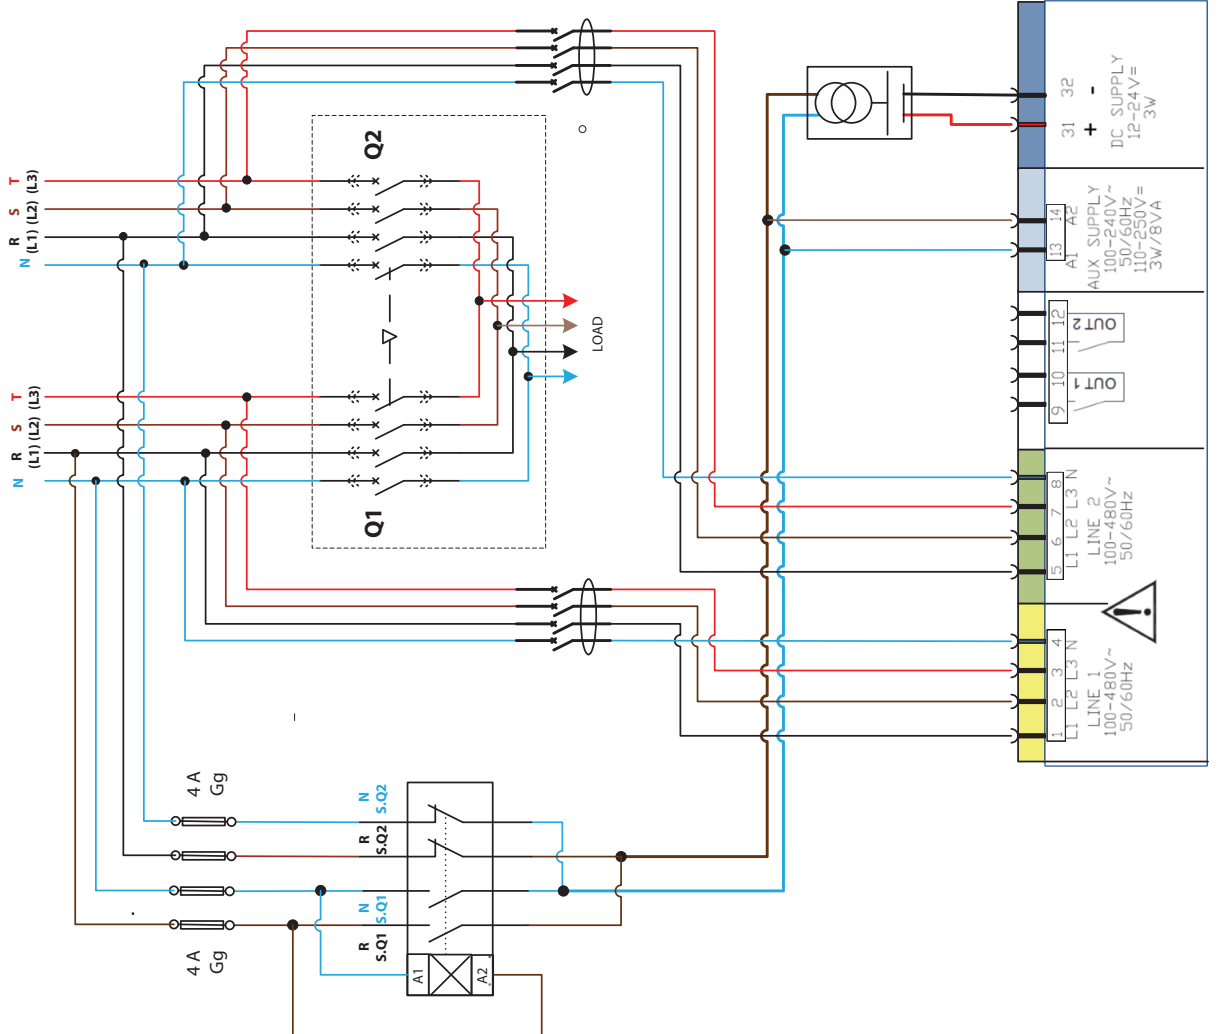 T
(L3)
S
(L2)
R
(L1)
N
T
(L3)
S
(L2)
R
(L1)
N
Q2
Q1
LOAD
32 -
31 +
DC SUPPLY
12-24V=
3W
14 A2
13 A1
AUX SUPPLY
100-240V~
50/60Hz
110-250V=
3W/8VA
12
11
OUT 2
10
9
OUT 1
8 N
7 L3
6 L2
5 L1
LINE 2
100-480V~
50/60Hz
4 N
3 L3
2 L2
1 L1
LINE 1
100-480V~
50/60Hz
4 A
Gg
4 A
Gg
N
S.Q2
R
S.Q2
N
S.Q1
R
S.Q1
A1
A2